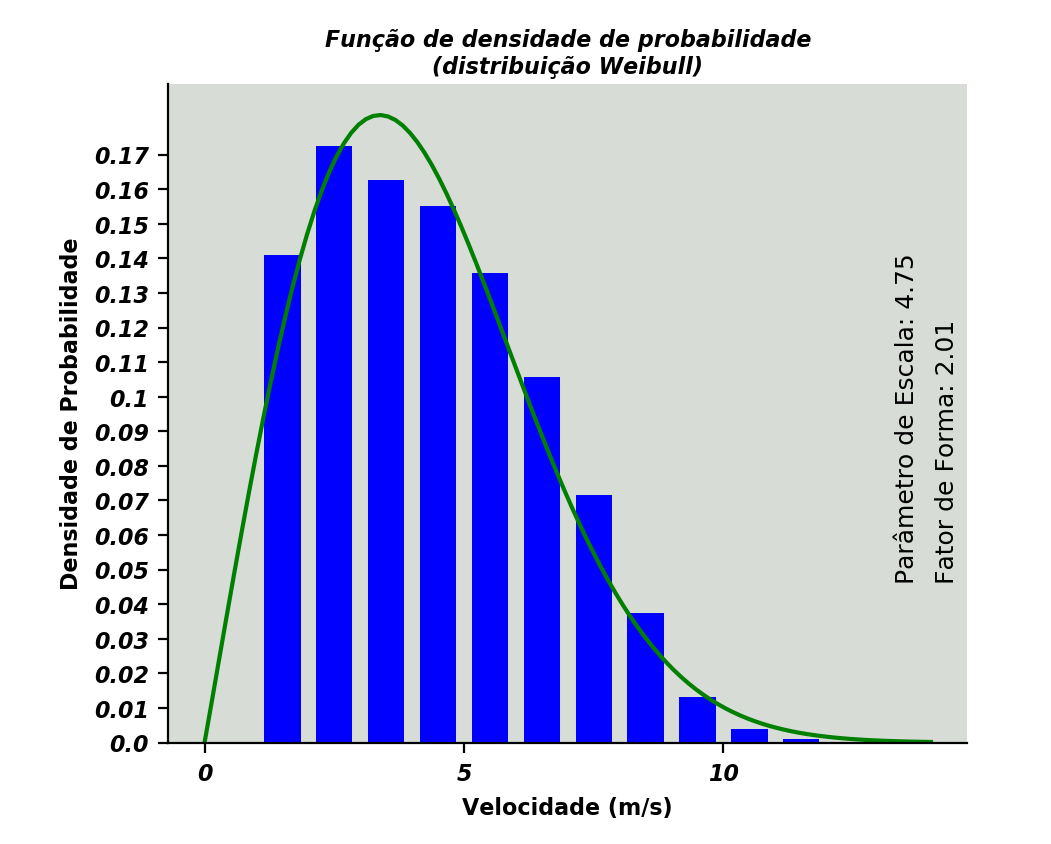 Função de densidade de probabilidade
(distribuição Weibull)
0.17
0.16
0.15
0.14
0.13
0.12
0.11
0.1
0.09
0.08
0.07
0.06
0.05
0.04
0.03
0.02
0.01
0.0
Densidade de Probabilidade
Parâmetro de Escala: 4.75
Fator de Forma: 2.01
0 5 10
Velocidade (m/s)